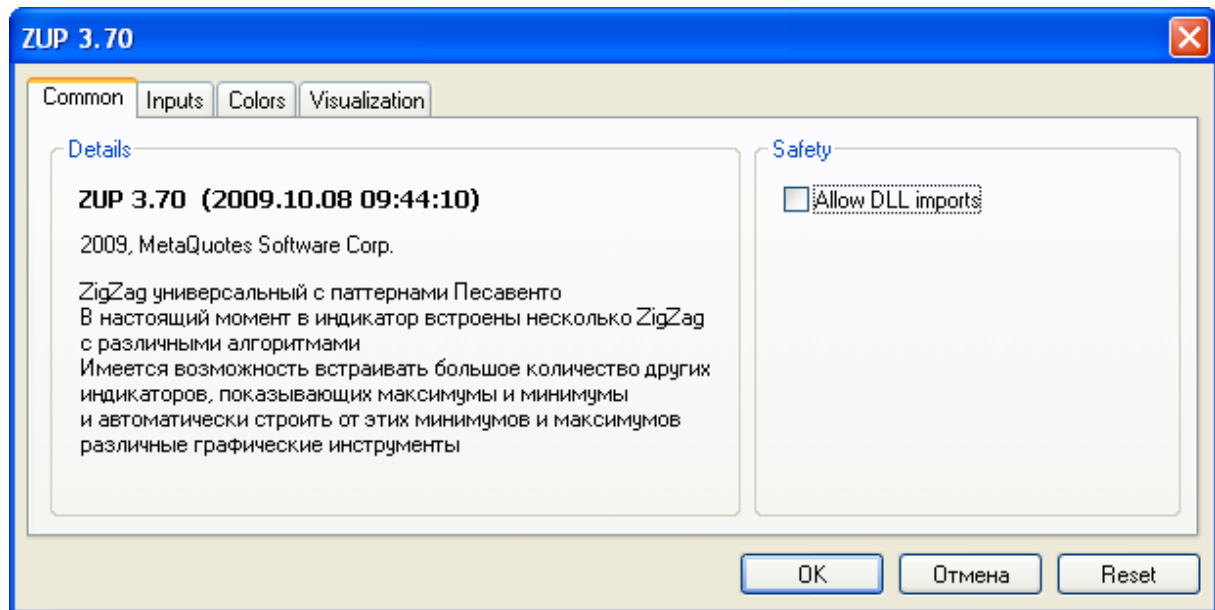 ZUP 3.70
Common Inputs Colors Visualization
Details
ZUP 3.70 (2009.10.08 09:44:10)
2009, MetaQuotes Software Corp.
ZigZag универсальный с паттернами Песавенто
В настоящий момент в индикатор встроены несколько ZigZag
с различными алгоритмами
Имеется возможность встраивать большое количество других
индикаторов, показывающих максимумы и минимумы
и автоматически строить от этих минимумов и максимумов
различные графические инструменты
Safety
Allow DLL imports
OK Отмена Reset